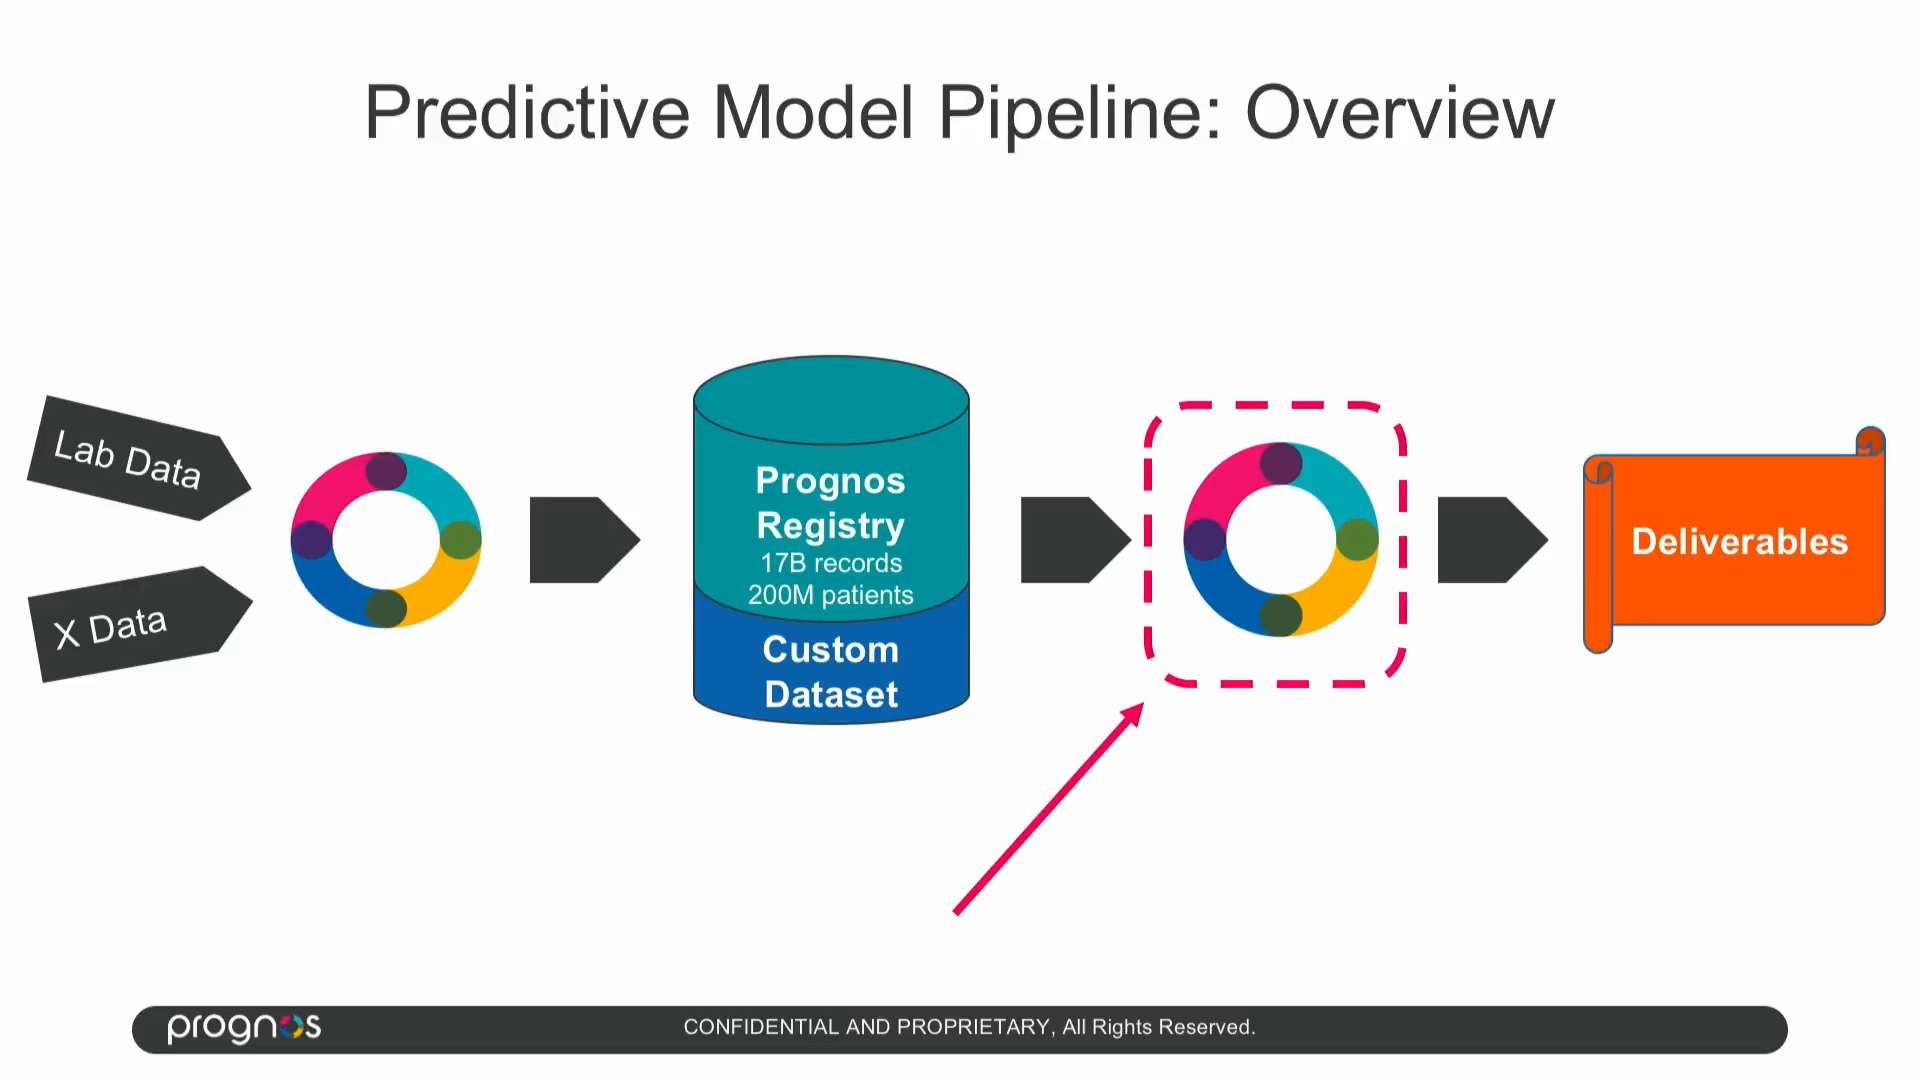 Predictive Model Pipeline: Overview
Lab Data
X Data
Prognos
Registry
17B records
200M patients
Custom
Dataset
Deliverables
prognos
CONFIDENTIAL AND PROPRIETARY, All Rights Reserved.